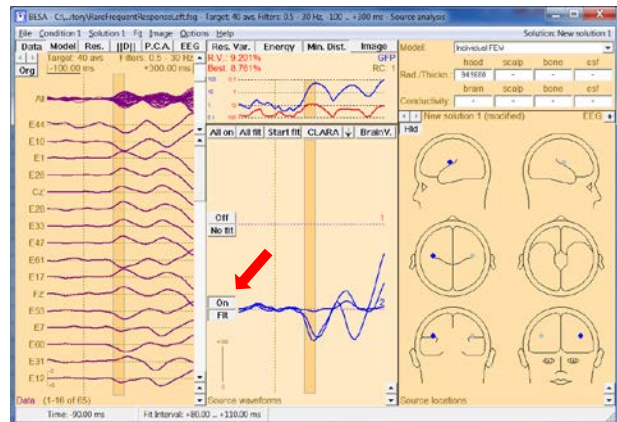 BESA - C:\...\tory\RareFrequentResponseLeft.fsg - Target: 40 avs, Filters: 0.5 - 30 Hz, -100 ... +300 ms - Source analysis
File Condition 1 Solution 1 Fit Image Options Help Solution: New solution 1
Data Model Res. ||D|| P.C.A. EEG
Org
Target: 40 avs Filters: 0.5 - 30 Hz
-100.00 ms +300.00 ms
All
E44
E10
E1
E26
Cz'
E28
E33
E47
E61
E17
Fz'
E53
E7
E60
E31
E12
Data (1-16 of 65)
Res. Var. Energy Min. Dist. Image
R.V.: 9.201% GFP
Best: 8.761% RC: 1
All on All fit Start fit CLARA BrainV.
Off
No fit
1
On
Fit
2
+100
Source waveforms
Model: Individual FEM
head scalp bone csf
Rad./Thickn.: - - -
brain scalp bone csf
Conductivity: - - - -
New solution 1 (modified) EEG
Hld
Source locations
Time: -90.00 ms Fit Interval: +80.00 ... +110.00 ms